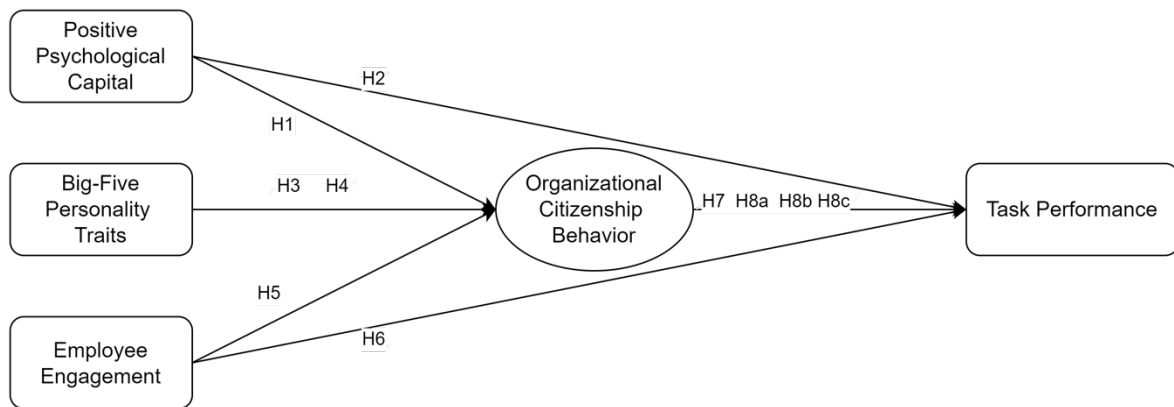 Positive
Psychological
Capital
H2
H1
Big-Five
Personality
Traits
H3 H4
Organizational
Citizenship
Behavior
H7 H8a H8b H8c
Task Performance
H5
H6
Employee
Engagement